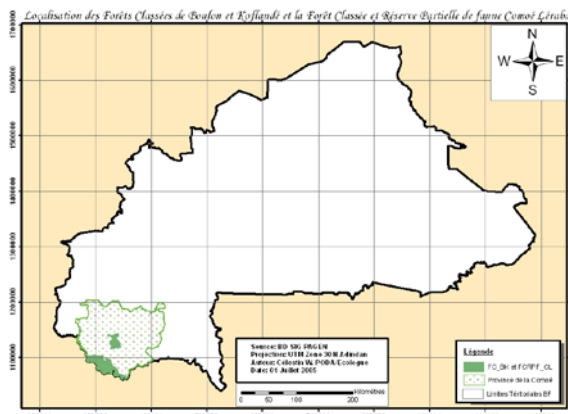 Localisation des Forêts Classées de Boulon et Koflandé et la Forêt Classée et Réserve Partielle de faune Comoé Léraba
N
W E
S
1700000
1600000
1500000
1400000
1300000
1200000
1100000
Source: BD SIG PAGEN
Projection: UTM Zone 30 N Adindan
Auteur: Célestin W. PODA/Ecologue
Date: 01 Juillet 2005
Kilomètres
0 50 100 200
Légende
FC_BK et FCRPF_CL
Province de la Comoé
Limites Térritoriales BF